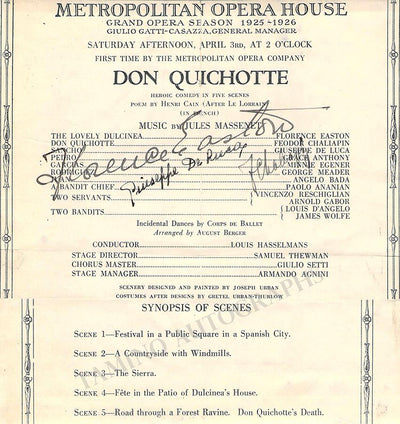 METROPOLITAN OPERA HOUSE
GRAND OPERA SEASON 1925-1926
GIULIO GATTI-CASAZZA, GENERAL MANAGER
SATURDAY AFTERNOON, APRIL 3RD, AT 2 O'CLOCK
FIRST TIME BY THE METROPOLITAN OPERA COMPANY
DON QUICHOTTE
HEROIC COMEDY IN FIVE SCENES
POEM BY HENRI CAIN (AFTER LE LORRAIN)
(IN FRENCH)
MUSIC BY JULES MASSENET
THE LOVELY DULCINEA FLORENCE EASTON
DON QUICHOTTE FEODOR CHALIAPIN
SANCHO GIUSEPPE DE LUCA
PEDRO GRACE ANTHONY
GARCIAS MINNIE EGENER
RODRIGUEZ GEORGE MEADER
JUAN ANGELO BADA
A BANDIT CHIEF PAOLO ANANIAN
TWO SERVANTS { VINCENZO RESCHIGLIAN
ARNOLD GABOR
TWO BANDITS { LOUIS D'ANGELO
JAMES WOLFE
Florence Easton
Giuseppe De Luca
Incidental Dances by CORPS DE BALLET
Arranged by AUGUST BERGER
CONDUCTOR LOUIS HASSELMANS
STAGE DIRECTOR SAMUEL THEWMAN
CHORUS MASTER GIULIO SETTI
STAGE MANAGER ARMANDO AGNINI
SCENERY DESIGNED AND PAINTED BY JOSEPH URBAN
COSTUMES AFTER DESIGNS BY GRETEL URBAN-THURLOW
SYNOPSIS OF SCENES
SCENE 1—Festival in a Public Square in a Spanish City.
SCENE 2—A Countryside with Windmills.
SCENE 3—The Sierra.
SCENE 4—Fête in the Patio of Dulcinea's House.
SCENE 5—Road through a Forest Ravine. Don Quichotte's Death.
TAMINO AUTOGRAPHS